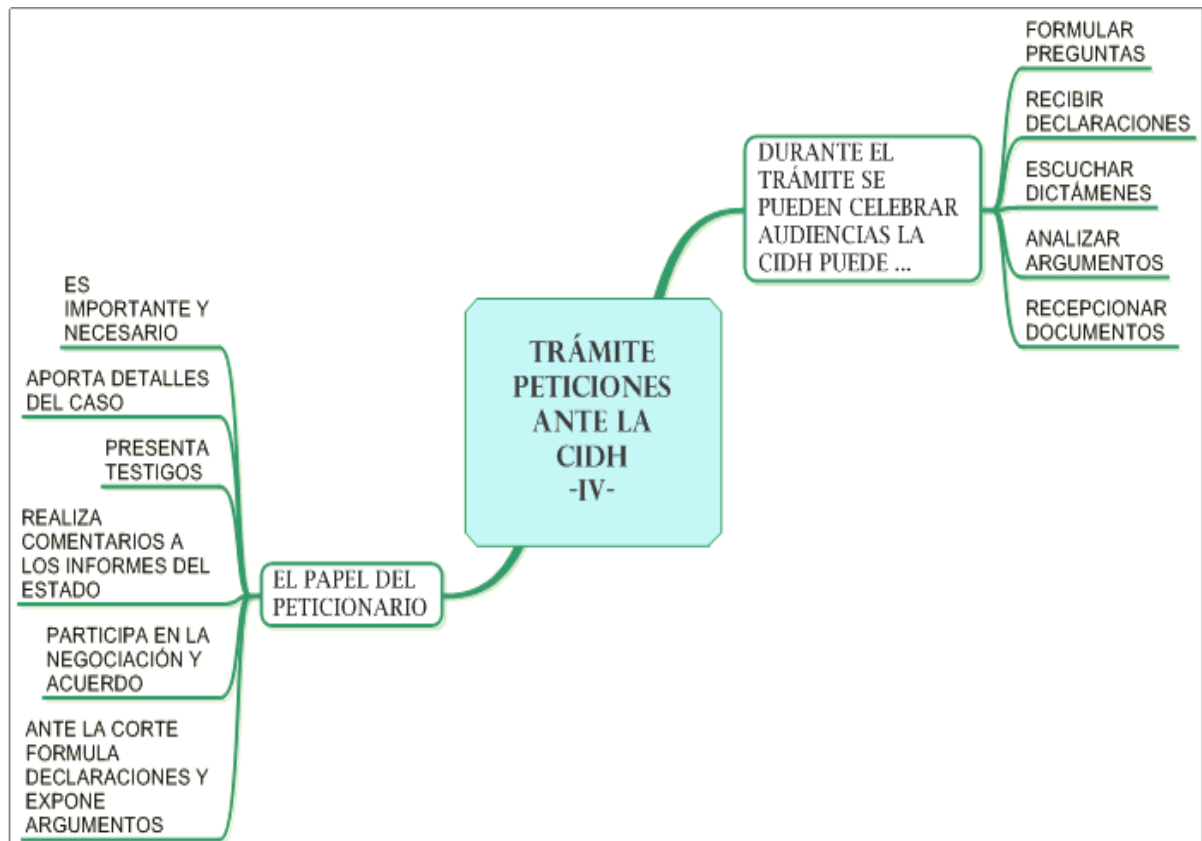 TRÁMITE
PETICIONES
ANTE LA
CIDH
-IV-
DURANTE EL
TRÁMITE SE
PUEDEN CELEBRAR
AUDIENCIAS LA
CIDH PUEDE ...
FORMULAR
PREGUNTAS
RECIBIR
DECLARACIONES
ESCUCHAR
DICTÁMENES
ANALIZAR
ARGUMENTOS
RECEPCIONAR
DOCUMENTOS
EL PAPEL DEL
PETICIONARIO
ES
IMPORTANTE Y
NECESARIO
APORTA DETALLES
DEL CASO
PRESENTA
TESTIGOS
REALIZA
COMENTARIOS A
LOS INFORMES DEL
ESTADO
PARTICIPA EN LA
NEGOCIACIÓN Y
ACUERDO
ANTE LA CORTE
FORMULA
DECLARACIONES Y
EXPONE
ARGUMENTOS